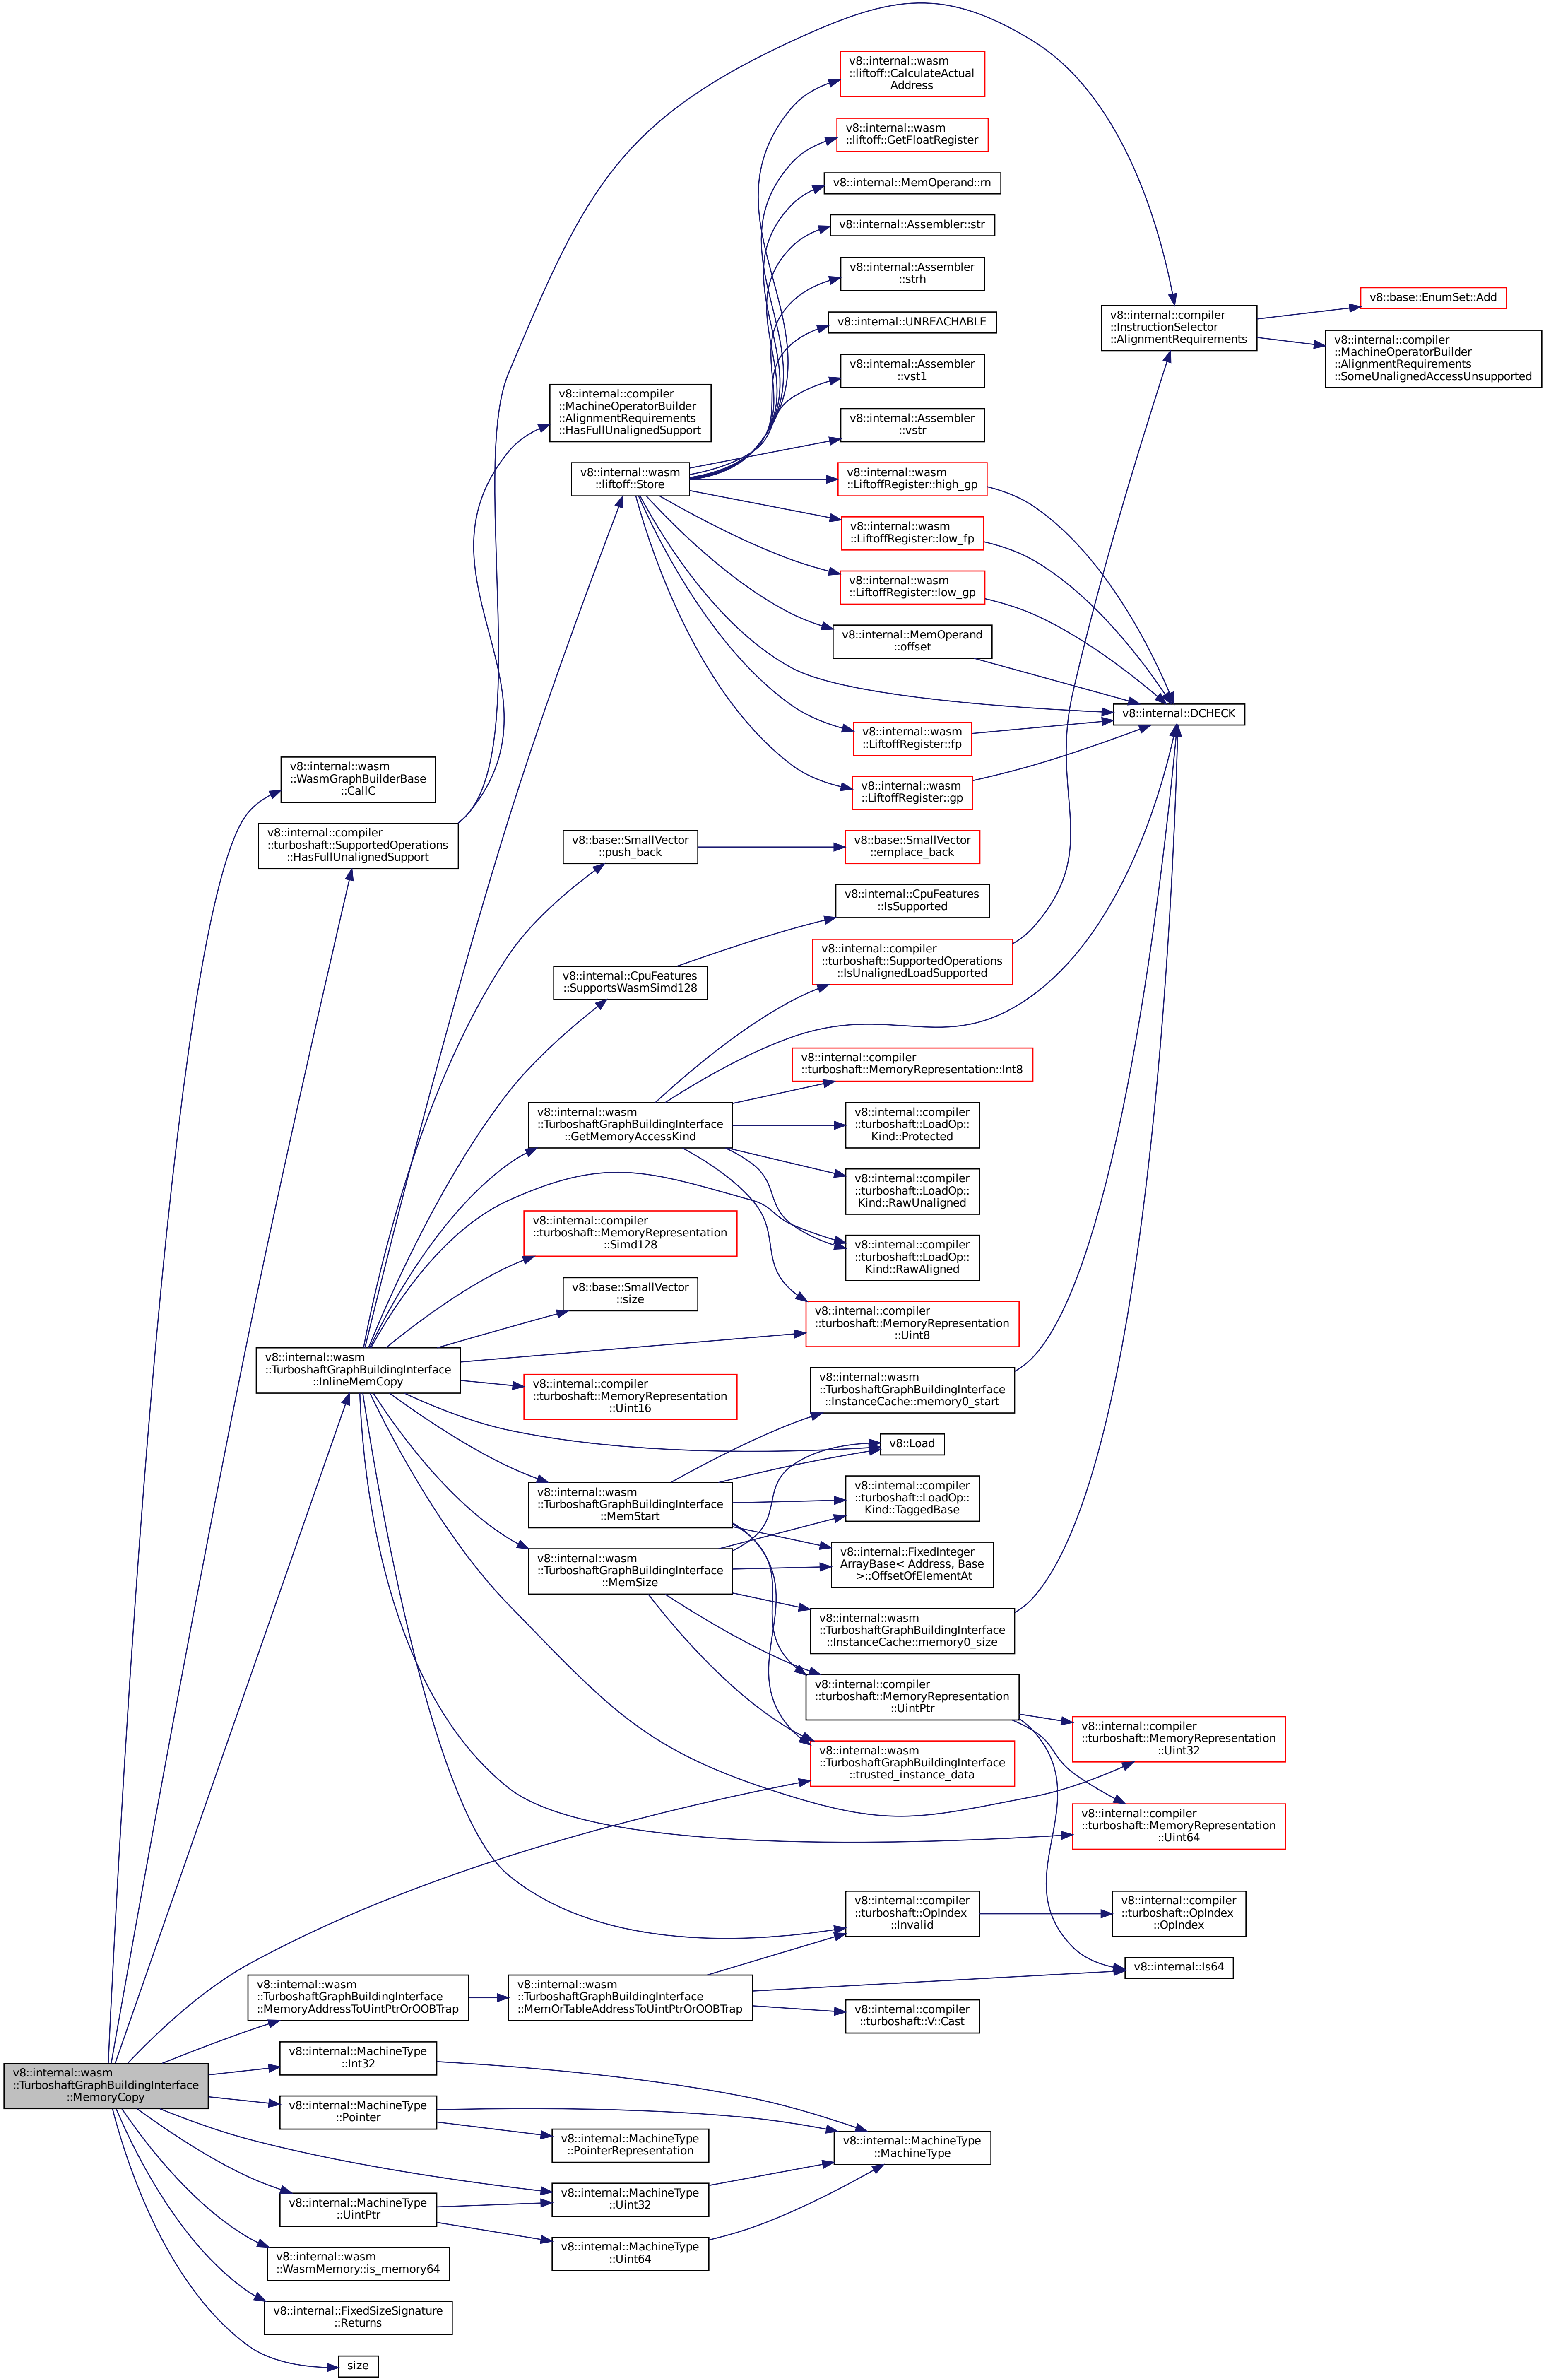 v8::internal::wasm
::liftoff::CalculateActual
Address
v8::internal::wasm
::liftoff::GetFloatRegister
v8::internal::MemOperand::rn
v8::internal::Assembler::str
v8::internal::Assembler
::strh
v8::internal::UNREACHABLE
v8::internal::Assembler
::vst1
v8::internal::Assembler
::vstr
v8::internal::compiler
::InstructionSelector
::AlignmentRequirements
v8::base::EnumSet::Add
v8::internal::compiler
::MachineOperatorBuilder
::AlignmentRequirements
::SomeUnalignedAccessUnsupported
v8::internal::compiler
::MachineOperatorBuilder
::AlignmentRequirements
::HasFullUnalignedSupport
v8::internal::wasm
::liftoff::Store
v8::internal::wasm
::LiftoffRegister::high_gp
v8::internal::wasm
::LiftoffRegister::low_fp
v8::internal::wasm
::LiftoffRegister::low_gp
v8::internal::MemOperand
::offset
v8::internal::DCHECK
v8::internal::wasm
::LiftoffRegister::fp
v8::internal::wasm
::LiftoffRegister::gp
v8::internal::wasm
::WasmGraphBuilderBase
::CallC
v8::internal::compiler
::turboshaft::SupportedOperations
::HasFullUnalignedSupport
v8::base::SmallVector
::push_back
v8::base::SmallVector
::emplace_back
v8::internal::CpuFeatures
::IsSupported
v8::internal::CpuFeatures
::SupportsWasmSimd128
v8::internal::compiler
::turboshaft::SupportedOperations
::IsUnalignedLoadSupported
v8::internal::compiler
::turboshaft::MemoryRepresentation::Int8
v8::internal::wasm
::TurboshaftGraphBuildingInterface
::GetMemoryAccessKind
v8::internal::compiler
::turboshaft::LoadOp::
Kind::Protected
v8::internal::compiler
::turboshaft::LoadOp::
Kind::RawUnaligned
v8::internal::compiler
::turboshaft::MemoryRepresentation
::Simd128
v8::internal::compiler
::turboshaft::LoadOp::
Kind::RawAligned
v8::base::SmallVector
::size
v8::internal::compiler
::turboshaft::MemoryRepresentation
::Uint8
v8::internal::wasm
::TurboshaftGraphBuildingInterface
::InlineMemCopy
v8::internal::compiler
::turboshaft::MemoryRepresentation
::Uint16
v8::internal::wasm
::TurboshaftGraphBuildingInterface
::InstanceCache::memory0_start
v8::Load
v8::internal::wasm
::TurboshaftGraphBuildingInterface
::MemStart
v8::internal::compiler
::turboshaft::LoadOp::
Kind::TaggedBase
v8::internal::wasm
::TurboshaftGraphBuildingInterface
::MemSize
v8::internal::FixedInteger
ArrayBase< Address, Base
>::OffsetOfElementAt
v8::internal::wasm
::TurboshaftGraphBuildingInterface
::InstanceCache::memory0_size
v8::internal::compiler
::turboshaft::MemoryRepresentation
::UintPtr
v8::internal::compiler
::turboshaft::MemoryRepresentation
::Uint32
v8::internal::wasm
::TurboshaftGraphBuildingInterface
::trusted_instance_data
v8::internal::compiler
::turboshaft::MemoryRepresentation
::Uint64
v8::internal::compiler
::turboshaft::OpIndex
::Invalid
v8::internal::compiler
::turboshaft::OpIndex
::OpIndex
v8::internal::Is64
v8::internal::wasm
::TurboshaftGraphBuildingInterface
::MemoryAddressToUintPtrOrOOBTrap
v8::internal::wasm
::TurboshaftGraphBuildingInterface
::MemOrTableAddressToUintPtrOrOOBTrap
v8::internal::compiler
::turboshaft::V::Cast
v8::internal::wasm
::TurboshaftGraphBuildingInterface
::MemoryCopy
v8::internal::MachineType
::Int32
v8::internal::MachineType
::Pointer
v8::internal::MachineType
::PointerRepresentation
v8::internal::MachineType
::MachineType
v8::internal::MachineType
::Uint32
v8::internal::MachineType
::UintPtr
v8::internal::MachineType
::Uint64
v8::internal::wasm
::WasmMemory::is_memory64
v8::internal::FixedSizeSignature
::Returns
size